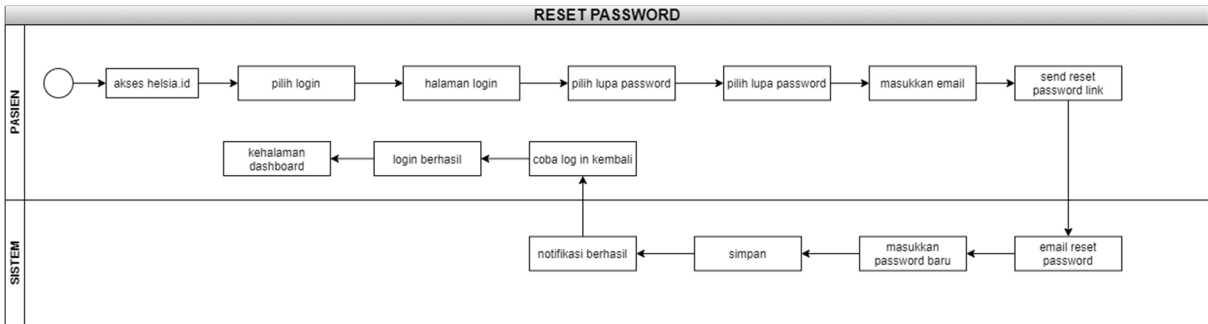 RESET PASSWORD
PASIEN
akses helsia.id
pilih login
halaman login
pilih lupa password
pilih lupa password
masukkan email
send reset
password link
kehalaman
dashboard
login berhasil
coba log in kembali
SISTEM
notifikasi berhasil
simpan
masukkan
password baru
email reset
password